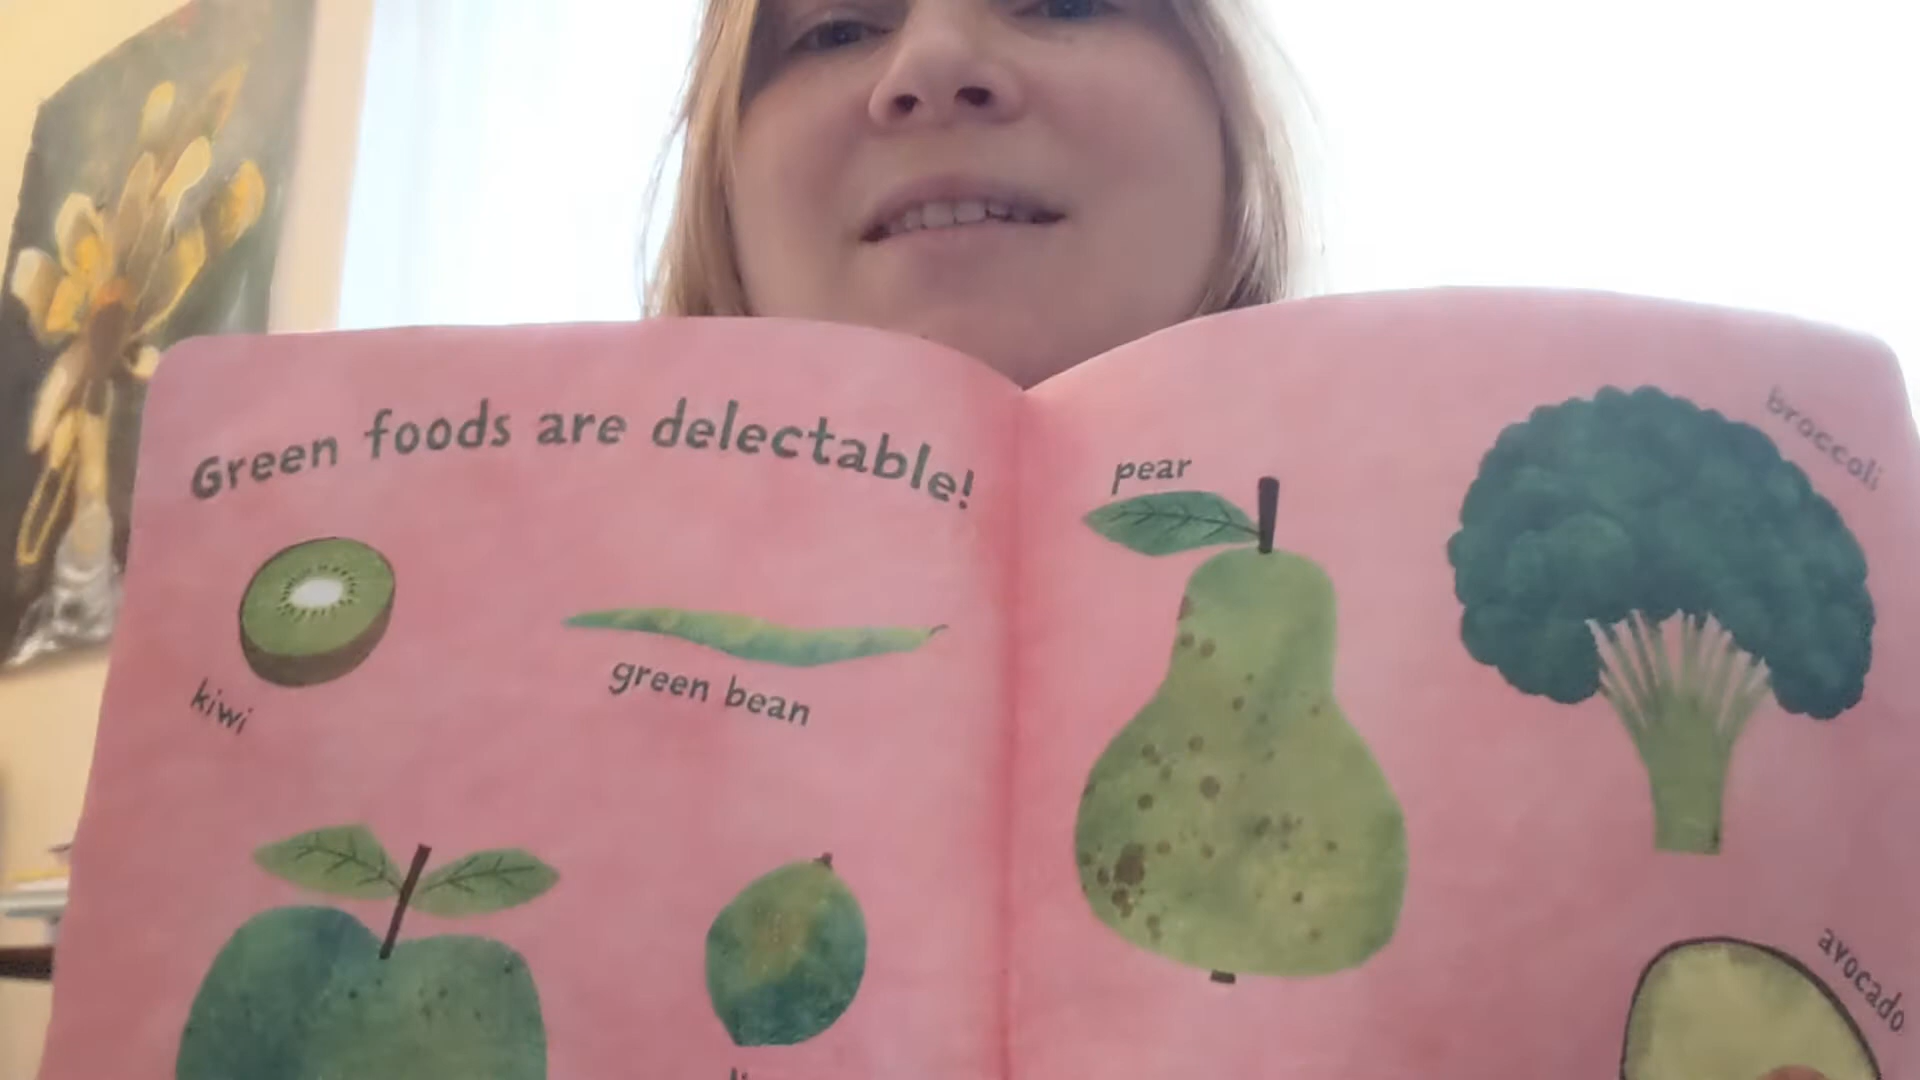 Green foods are delectable!
kiwi
green bean
pear
broccoli
avocado